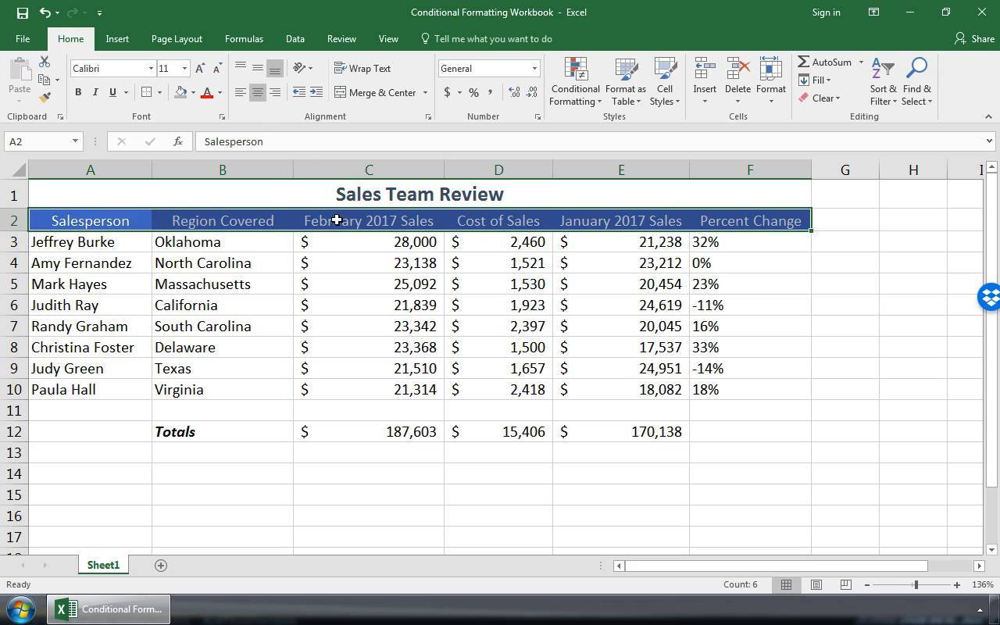 Conditional Formatting Workbook - Excel
Sign in
File Home Insert Page Layout Formulas Data Review View Tell me what you want to do Share
Paste
Clipboard
Calibri 11
B I U
Font
Wrap Text
Merge & Center
Alignment
General
$ % ,
Number
Conditional Formatting
Format as Table
Cell Styles
Styles
Insert Delete Format
Cells
AutoSum
Fill
Clear
Sort & Filter
Find & Select
Editing
A2 fx Salesperson
A B C D E F G H I
1 Sales Team Review
2 Salesperson Region Covered February 2017 Sales Cost of Sales January 2017 Sales Percent Change
3 Jeffrey Burke Oklahoma $ 28,000 $ 2,460 $ 21,238 32%
4 Amy Fernandez North Carolina $ 23,138 $ 1,521 $ 23,212 0%
5 Mark Hayes Massachusetts $ 25,092 $ 1,530 $ 20,454 23%
6 Judith Ray California $ 21,839 $ 1,923 $ 24,619 -11%
7 Randy Graham South Carolina $ 23,342 $ 2,397 $ 20,045 16%
8 Christina Foster Delaware $ 23,368 $ 1,500 $ 17,537 33%
9 Judy Green Texas $ 21,510 $ 1,657 $ 24,951 -14%
10 Paula Hall Virginia $ 21,314 $ 2,418 $ 18,082 18%
11
12 Totals $ 187,603 $ 15,406 $ 170,138
13
14
15
16
17
Sheet1
Ready Count: 6 136%
Conditional Form...